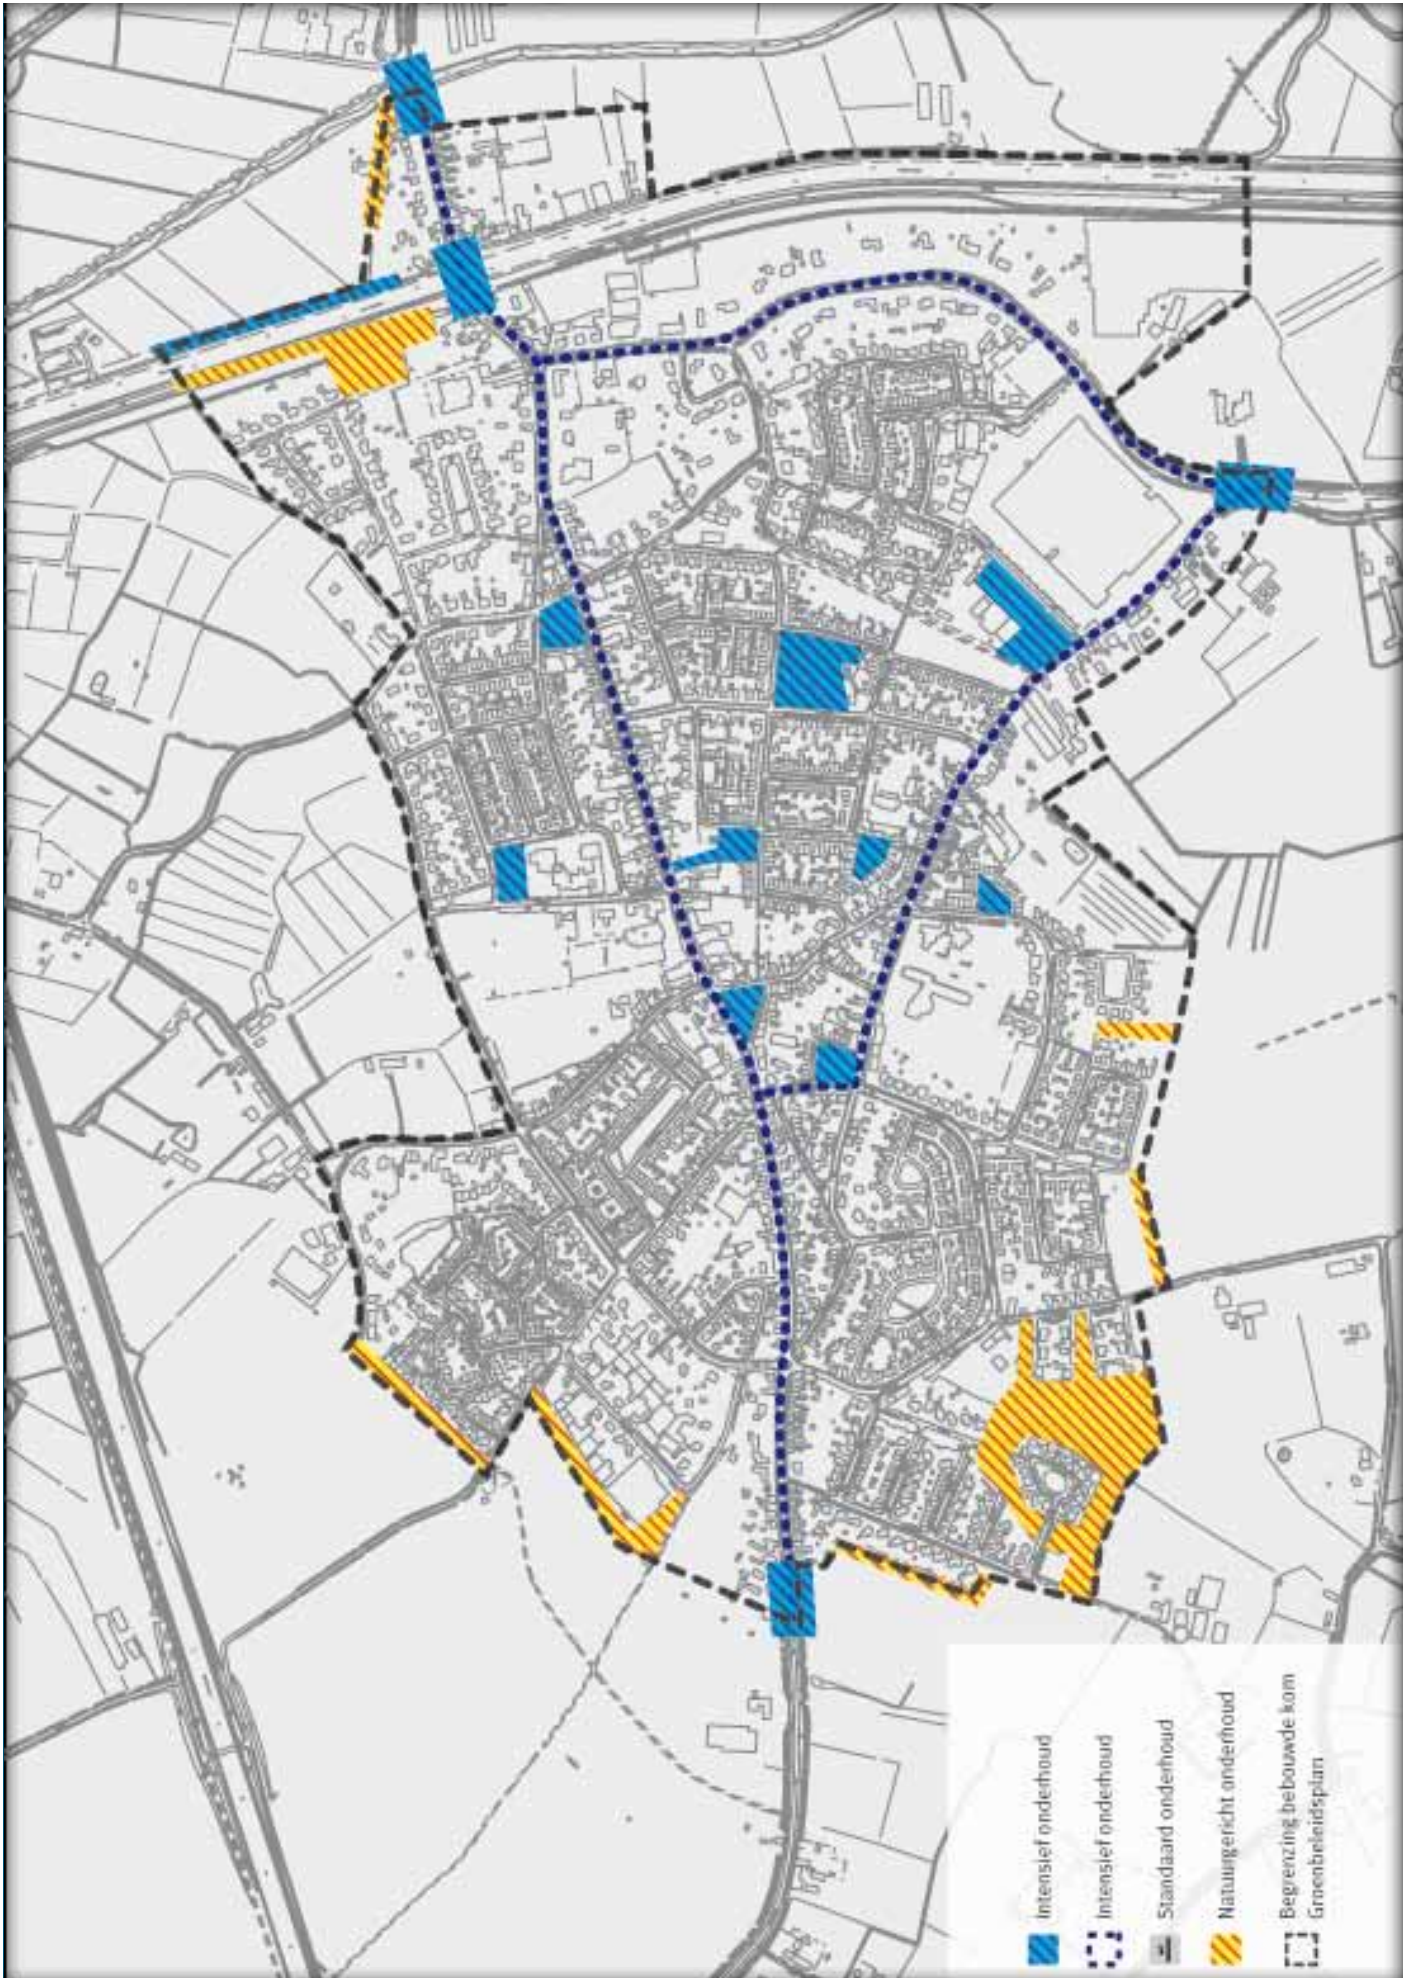 Intensief onderhoud
Intensief onderhoud
Standaard onderhoud
Natuurgericht onderhoud
Begrenzing bebouwde kom
Groenbeleidsplan